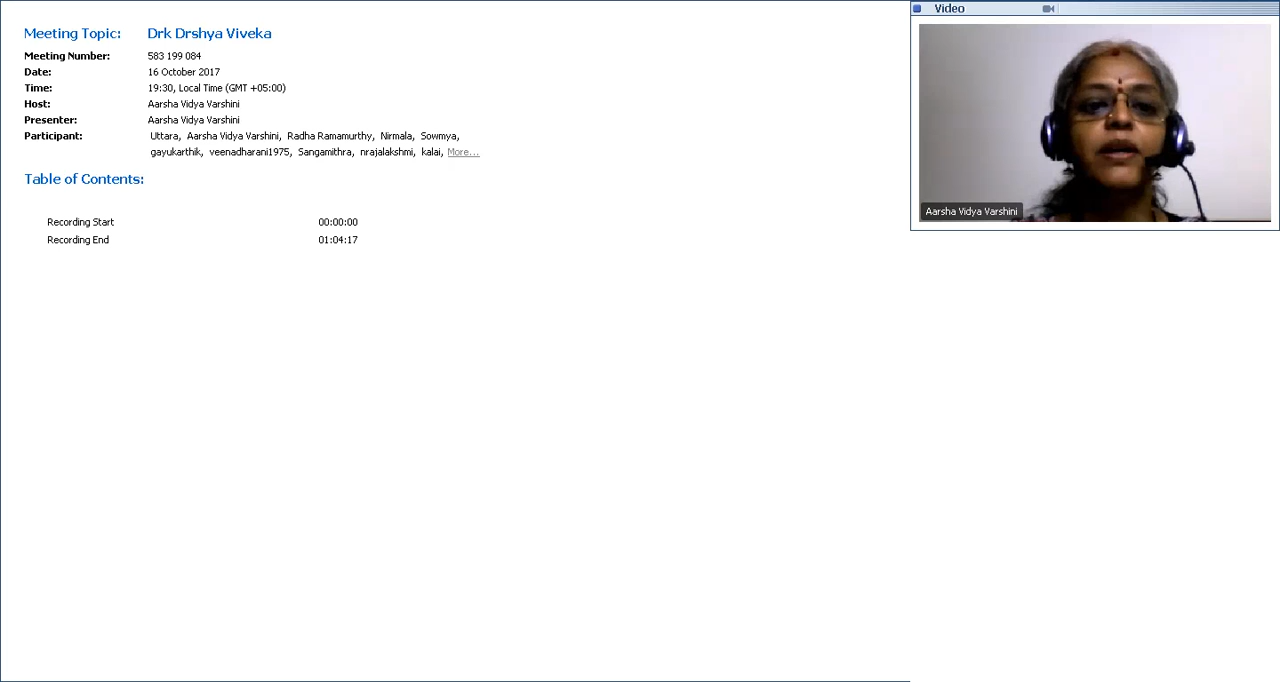 Meeting Topic: Drk Drshya Viveka
Meeting Number: 583 199 084
Date: 16 October 2017
Time: 19:30, Local Time (GMT +05:00)
Host: Aarsha Vidya Varshini
Presenter: Aarsha Vidya Varshini
Participant: Uttara, Aarsha Vidya Varshini, Radha Ramamurthy, Nirmala, Sowmya,
gayukarthik, veenadharani1975, Sangamithra, nrajalakshmi, kalai, More...
Table of Contents:
Recording Start 00:00:00
Recording End 01:04:17
Video
Aarsha Vidya Varshini